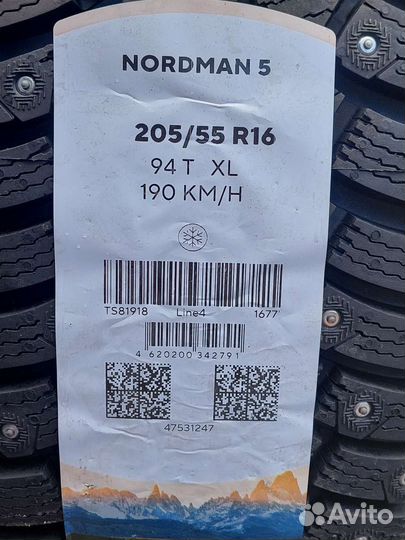 NORDMAN 5
205/55 R16
94 T XL
190 KM/H
TS81918 Line4 1677
4 620200 342791
47531247
Avito